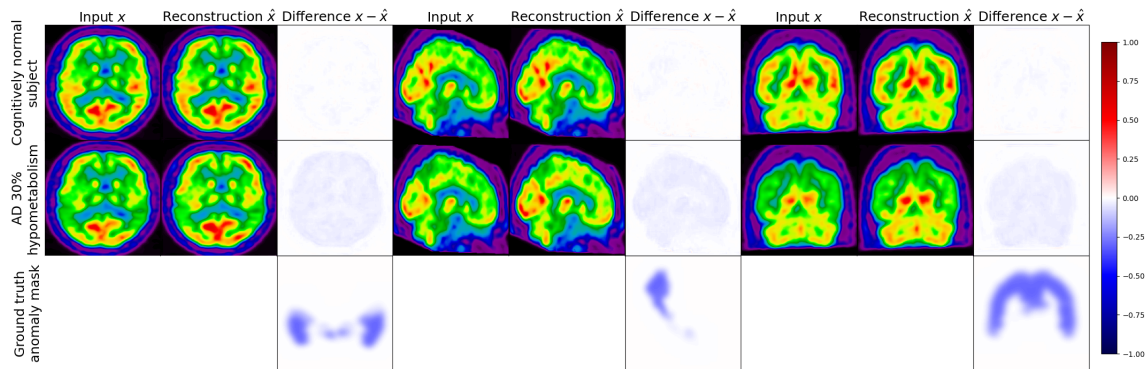 Input x Reconstruction x̂ Difference x − x̂ Input x Reconstruction x̂ Difference x − x̂ Input x Reconstruction x̂ Difference x − x̂
Cognitively normal
subject
AD 30%
hypometabolism
Ground truth
anomaly mask
1.00
0.75
0.50
0.25
0.00
−0.25
−0.50
−0.75
−1.00